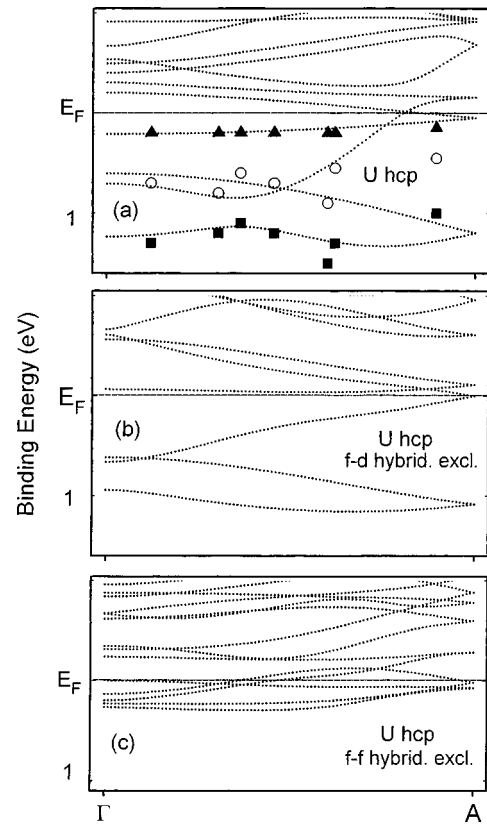 E_F
U hcp
1
(a)
Binding Energy (eV)
E_F
(b)
U hcp
f-d hybrid. excl.
1
E_F
(c)
U hcp
f-f hybrid. excl.
1
Γ
A